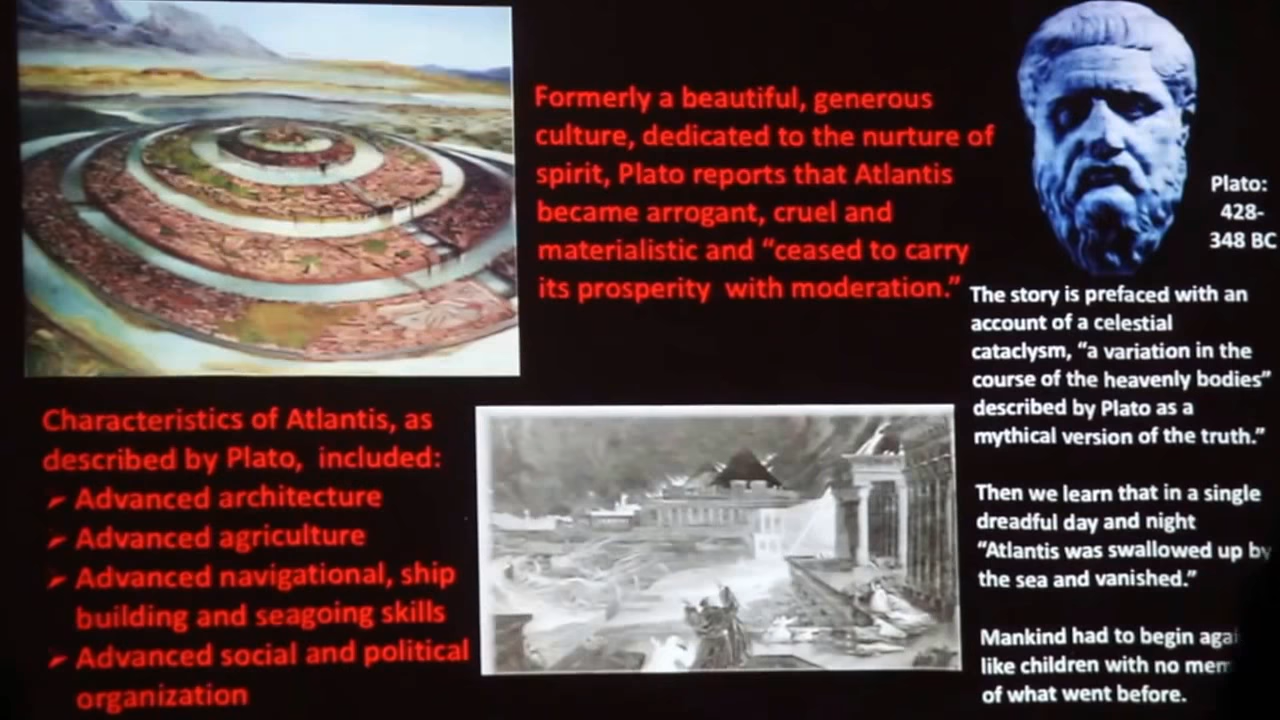 Formerly a beautiful, generous
culture, dedicated to the nurture of
spirit, Plato reports that Atlantis
became arrogant, cruel and
materialistic and “ceased to carry
its prosperity with moderation.”
Plato:
428-
348 BC
The story is prefaced with an
account of a celestial
cataclysm, “a variation in the
course of the heavenly bodies”
described by Plato as a
mythical version of the truth.”
Then we learn that in a single
dreadful day and night
“Atlantis was swallowed up by
the sea and vanished.”
Mankind had to begin agai
like children with no mem
of what went before.
Characteristics of Atlantis, as
described by Plato, included:
➢ Advanced architecture
➢ Advanced agriculture
➢ Advanced navigational, ship
building and seagoing skills
➢ Advanced social and political
organization